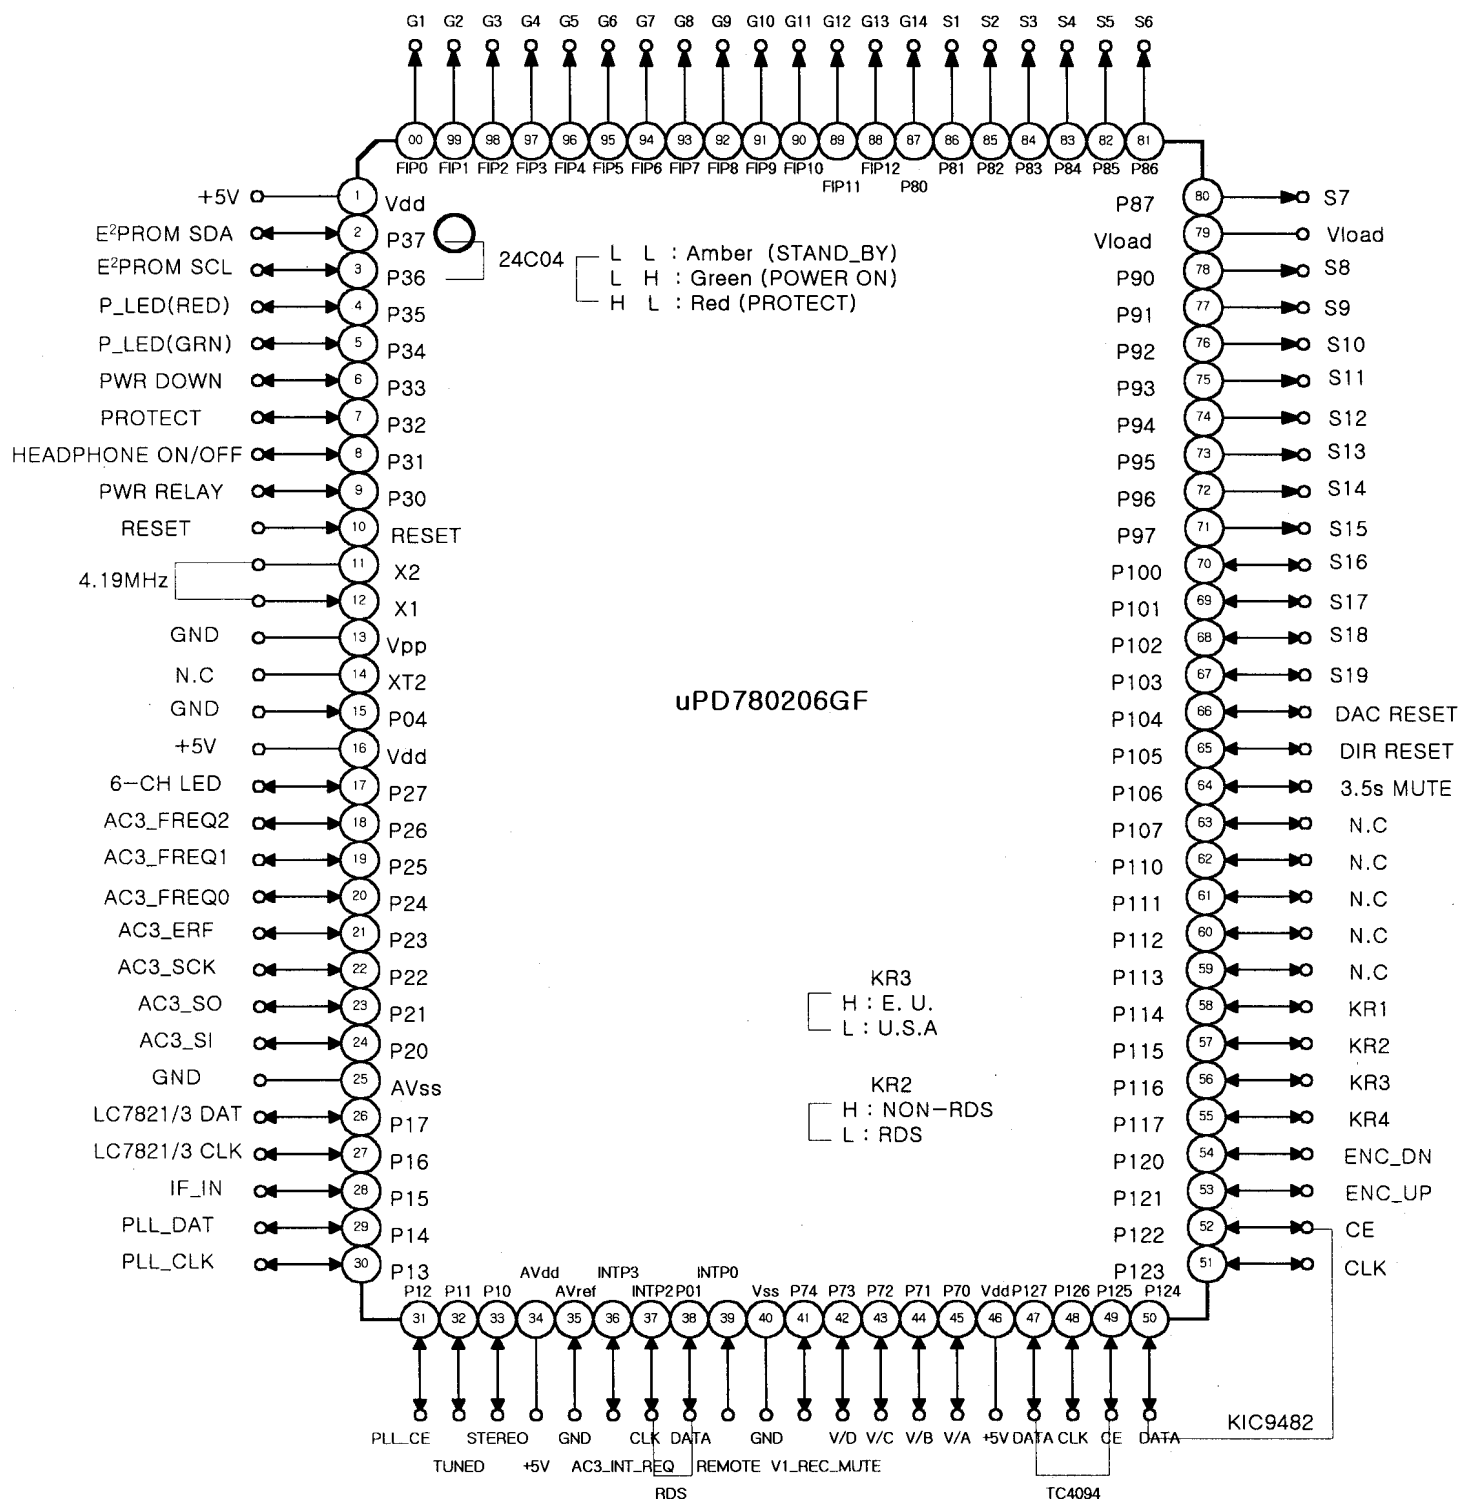 G1 G2 G3 G4 G5 G6 G7 G8 G9 G10 G11 G12 G13 G14 S1 S2 S3 S4 S5 S6
00 99 98 97 96 95 94 93 92 91 90 89 88 87 86 85 84 83 82 81
FIP0 FIP1 FIP2 FIP3 FIP4 FIP5 FIP6 FIP7 FIP8 FIP9 FIP10 FIP12 P81 P82 P83 P84 P85 P86
FIP11 P80
+5V 1 Vdd P87 80 S7
E²PROM SDA 2 P37 Vload 79 Vload
E²PROM SCL 3 P36 P90 78 S8
24C04
L L : Amber (STAND_BY)
L H : Green (POWER ON)
H L : Red (PROTECT)
P_LED(RED) 4 P35 P91 77 S9
P_LED(GRN) 5 P34 P92 76 S10
PWR DOWN 6 P33 P93 75 S11
PROTECT 7 P32 P94 74 S12
HEADPHONE ON/OFF 8 P31 P95 73 S13
PWR RELAY 9 P30 P96 72 S14
RESET 10 RESET P97 71 S15
4.19MHz
11 X2 P100 70 S16
12 X1 P101 69 S17
GND 13 Vpp P102 68 S18
N.C 14 XT2 P103 67 S19
uPD780206GF
GND 15 P04 P104 66 DAC RESET
+5V 16 Vdd P105 65 DIR RESET
6-CH LED 17 P27 P106 64 3.5s MUTE
AC3_FREQ2 18 P26 P107 63 N.C
AC3_FREQ1 19 P25 P110 62 N.C
AC3_FREQ0 20 P24 P111 61 N.C
AC3_ERF 21 P23 P112 60 N.C
AC3_SCK 22 P22 P113 59 N.C
KR3
H : E. U.
L : U.S.A
AC3_SO 23 P21 P114 58 KR1
AC3_SI 24 P20 P115 57 KR2
GND 25 AVss P116 56 KR3
KR2
H : NON-RDS
L : RDS
LC7821/3 DAT 26 P17 P117 55 KR4
LC7821/3 CLK 27 P16 P120 54 ENC_DN
IF_IN 28 P15 P121 53 ENC_UP
PLL_DAT 29 P14 P122 52 CE
PLL_CLK 30 P13 P123 51 CLK
AVdd INTP3 INTP0
P12 P11 P10 AVref INTP2 P01 Vss P74 P73 P72 P71 P70 Vdd P127 P126 P125 P124
31 32 33 34 35 36 37 38 39 40 41 42 43 44 45 46 47 48 49 50
KIC9482
PLL_CE STEREO GND CLK DATA GND V/D V/C V/B V/A +5V DATA CLK CE DATA
TUNED +5V AC3_INT_REQ REMOTE V1_REC_MUTE
RDS TC4094